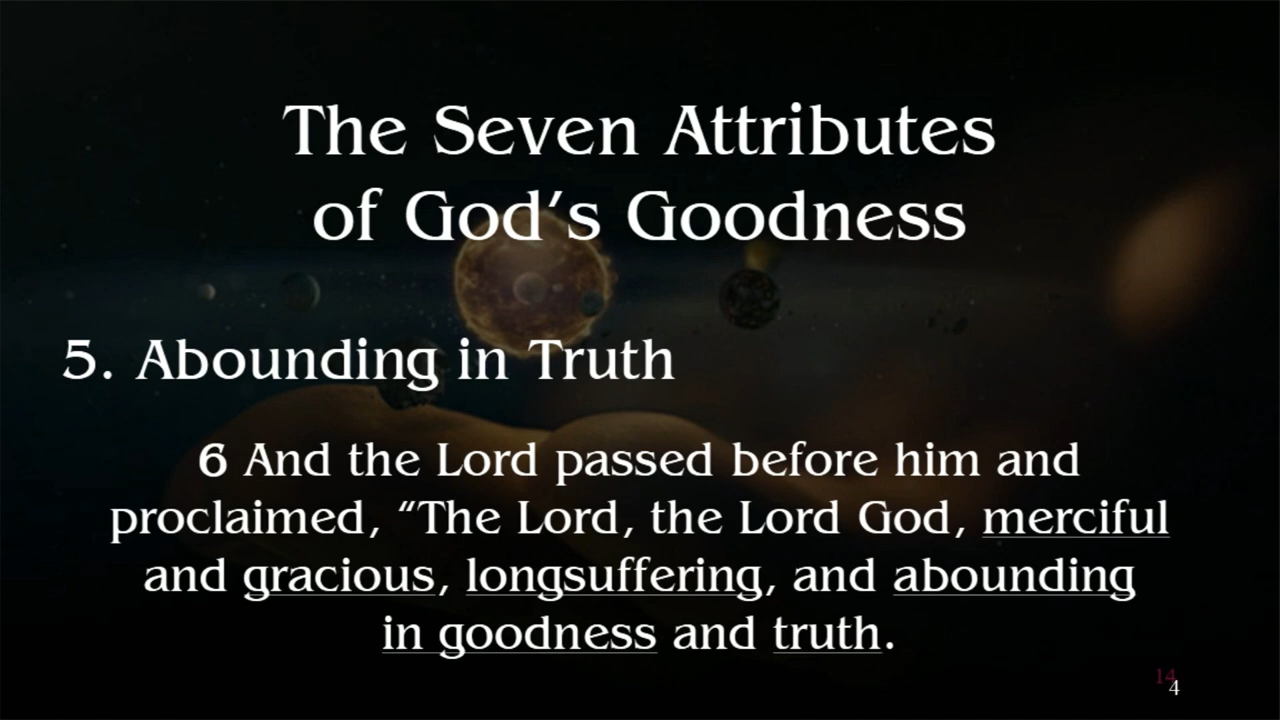 The Seven Attributes
of God’s Goodness
5. Abounding in Truth
6 And the Lord passed before him and
proclaimed, “The Lord, the Lord God, merciful
and gracious, longsuffering, and abounding
in goodness and truth.
14
4